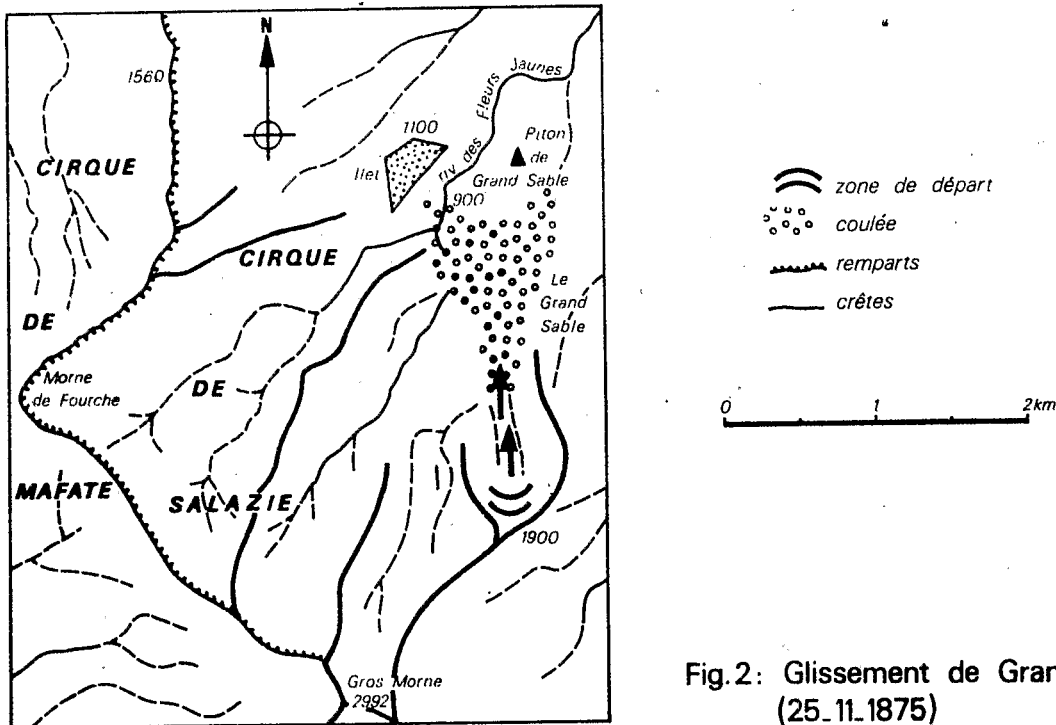 N
1560
Jaunes
Fleurs
des
riv
1100
Ilet
Piton
de
Grand Sable
900
CIRQUE
CIRQUE
Le
Grand
Sable
DE
Morne
de Fourche
DE
MAFATE
SALAZIE
1900
Gros Morne
2992
zone de départ
coulée
remparts
crêtes
0 1 2km
Fig.2: Glissement de Gran
(25_11_1875)